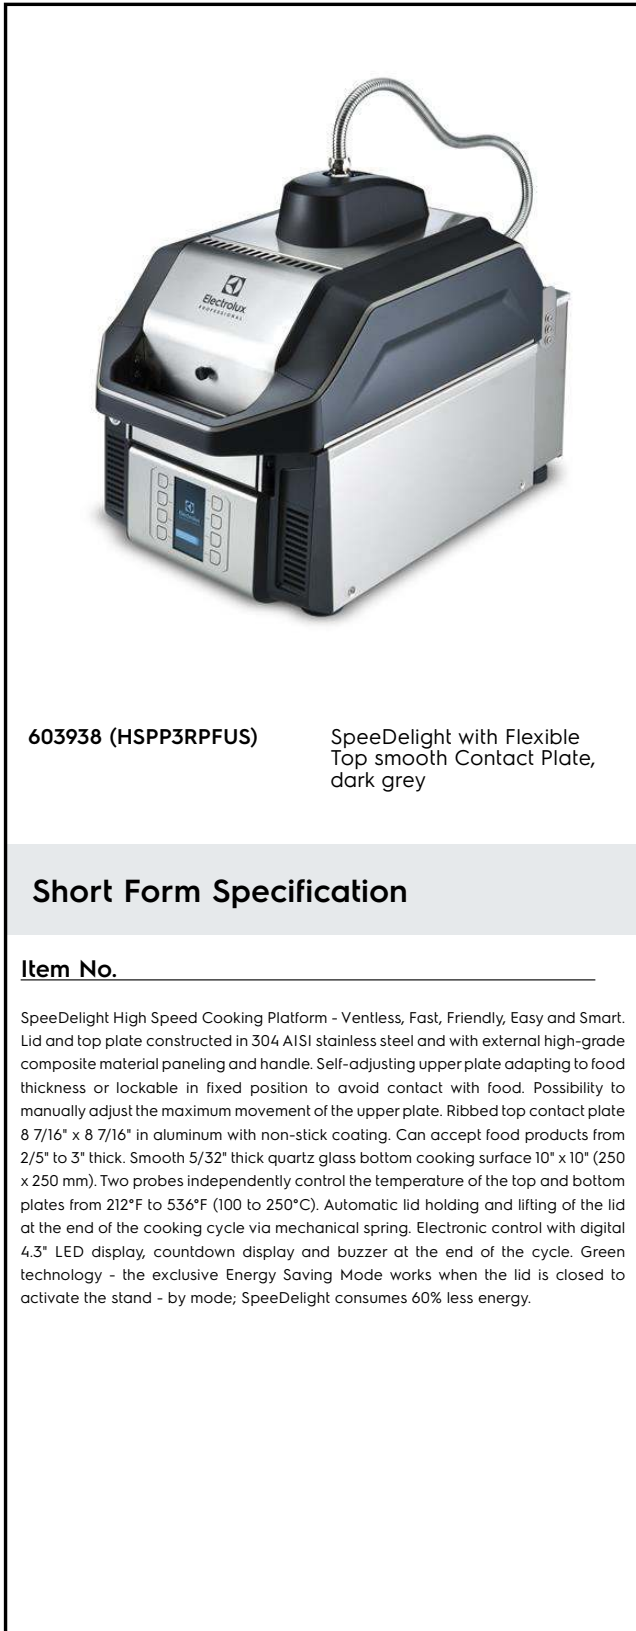 Electrolux
PROFESSIONAL
Electrolux
603938 (HSPP3RPFUS)
SpeeDelight with Flexible
Top smooth Contact Plate,
dark grey
Short Form Specification
Item No.
SpeeDelight High Speed Cooking Platform - Ventless, Fast, Friendly, Easy and Smart.
Lid and top plate constructed in 304 AISI stainless steel and with external high-grade
composite material paneling and handle. Self-adjusting upper plate adapting to food
thickness or lockable in fixed position to avoid contact with food. Possibility to
manually adjust the maximum movement of the upper plate. Ribbed top contact plate
8 7/16" x 8 7/16" in aluminum with non-stick coating. Can accept food products from
2/5" to 3" thick. Smooth 5/32" thick quartz glass bottom cooking surface 10" x 10" (250
x 250 mm). Two probes independently control the temperature of the top and bottom
plates from 212°F to 536°F (100 to 250°C). Automatic lid holding and lifting of the lid
at the end of the cooking cycle via mechanical spring. Electronic control with digital
4.3" LED display, countdown display and buzzer at the end of the cycle. Green
technology - the exclusive Energy Saving Mode works when the lid is closed to
activate the stand - by mode; SpeeDelight consumes 60% less energy.